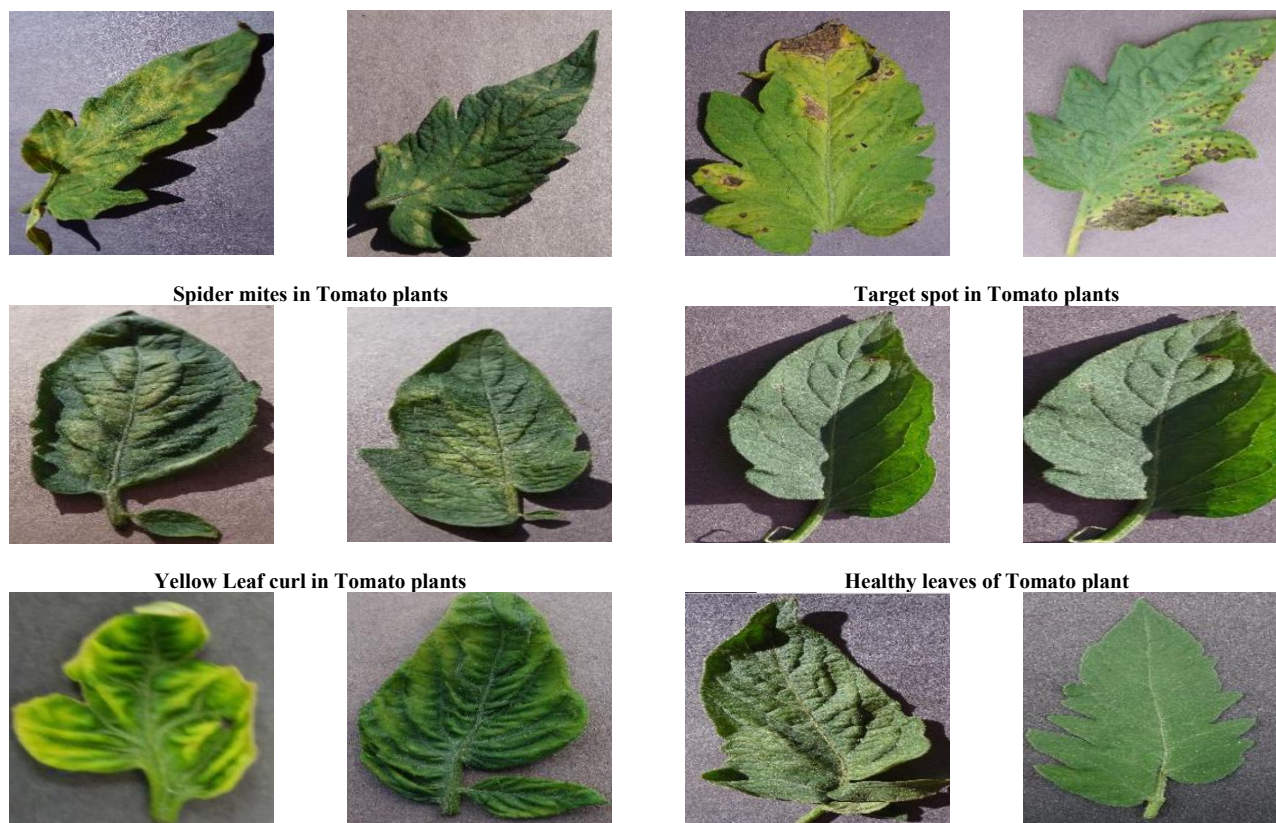 Spider mites in Tomato plants
Target spot in Tomato plants
Yellow Leaf curl in Tomato plants
Healthy leaves of Tomato plant